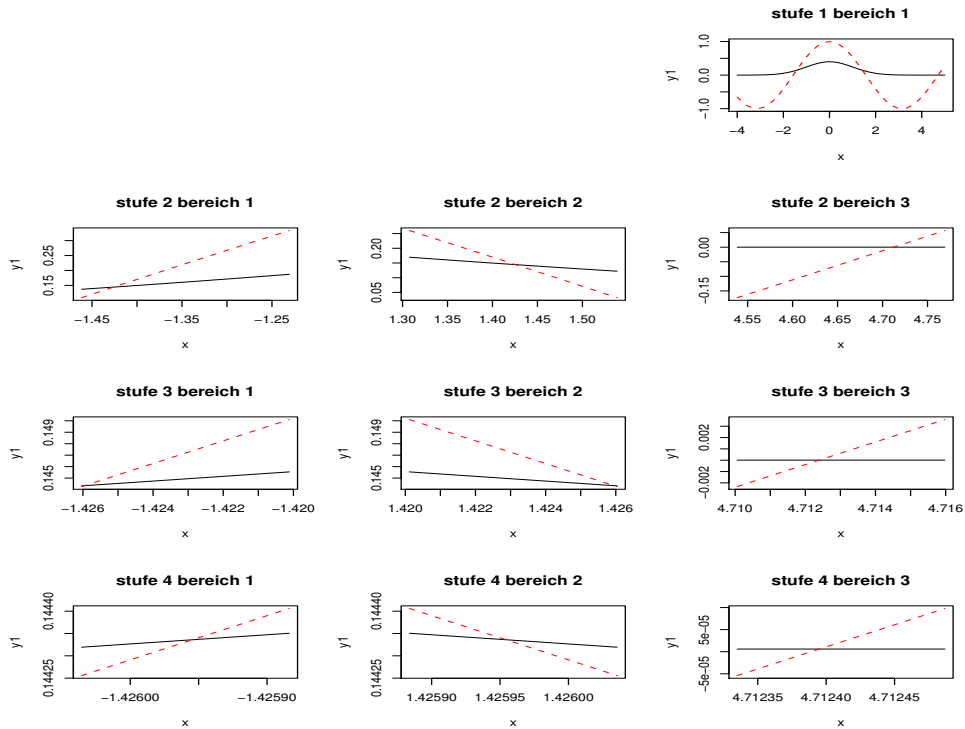 stufe 1 bereich 1
y1
-1.0 0.0 1.0
-4 -2 0 2 4
x
stufe 2 bereich 1
y1
0.15 0.25
-1.45 -1.35 -1.25
x
stufe 2 bereich 2
y1
0.05 0.20
1.30 1.35 1.40 1.45 1.50
x
stufe 2 bereich 3
y1
-0.15 0.00
4.55 4.60 4.65 4.70 4.75
x
stufe 3 bereich 1
y1
0.145 0.149
-1.426 -1.424 -1.422 -1.420
x
stufe 3 bereich 2
y1
0.145 0.149
1.420 1.422 1.424 1.426
x
stufe 3 bereich 3
y1
-0.002 0.002
4.710 4.712 4.714 4.716
x
stufe 4 bereich 1
y1
0.14425 0.14440
-1.42600 -1.42590
x
stufe 4 bereich 2
y1
0.14425 0.14440
1.42590 1.42595 1.42600
x
stufe 4 bereich 3
y1
-5e-05 5e-05
4.71235 4.71240 4.71245
x